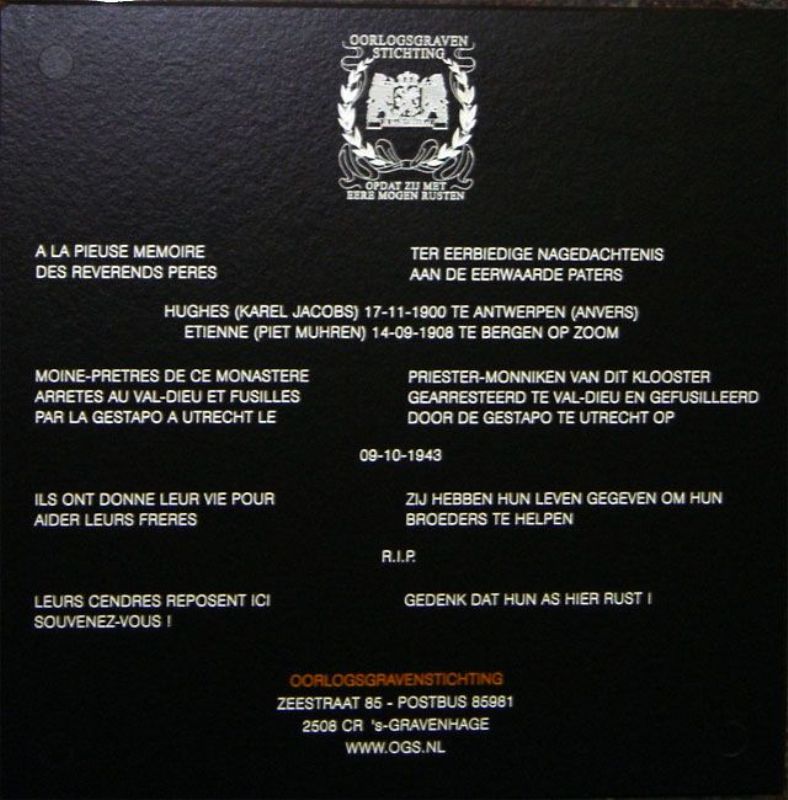 OORLOGSGRAVEN
STICHTING
OPDAT ZIJ MET
EERE MOGEN RUSTEN
A LA PIEUSE MEMOIRE
DES REVERENDS PERES
TER EERBIEDIGE NAGEDACHTENIS
AAN DE EERWAARDE PATERS
HUGHES (KAREL JACOBS) 17-11-1900 TE ANTWERPEN (ANVERS)
ETIENNE (PIET MUHREN) 14-09-1908 TE BERGEN OP ZOOM
MOINE-PRETRES DE CE MONASTERE
ARRETES AU VAL-DIEU ET FUSILLES
PAR LA GESTAPO A UTRECHT LE
PRIESTER-MONNIKEN VAN DIT KLOOSTER
GEARRESTEERD TE VAL-DIEU EN GEFUSILLEERD
DOOR DE GESTAPO TE UTRECHT OP
09-10-1943
ILS ONT DONNE LEUR VIE POUR
AIDER LEURS FRERES
ZIJ HEBBEN HUN LEVEN GEGEVEN OM HUN
BROEDERS TE HELPEN
R.I.P.
LEURS CENDRES REPOSENT ICI
SOUVENEZ-VOUS !
GEDENK DAT HUN AS HIER RUST !
OORLOGSGRAVENSTICHTING
ZEESTRAAT 85 - POSTBUS 85981
2508 CR 's-GRAVENHAGE
WWW.OGS.NL